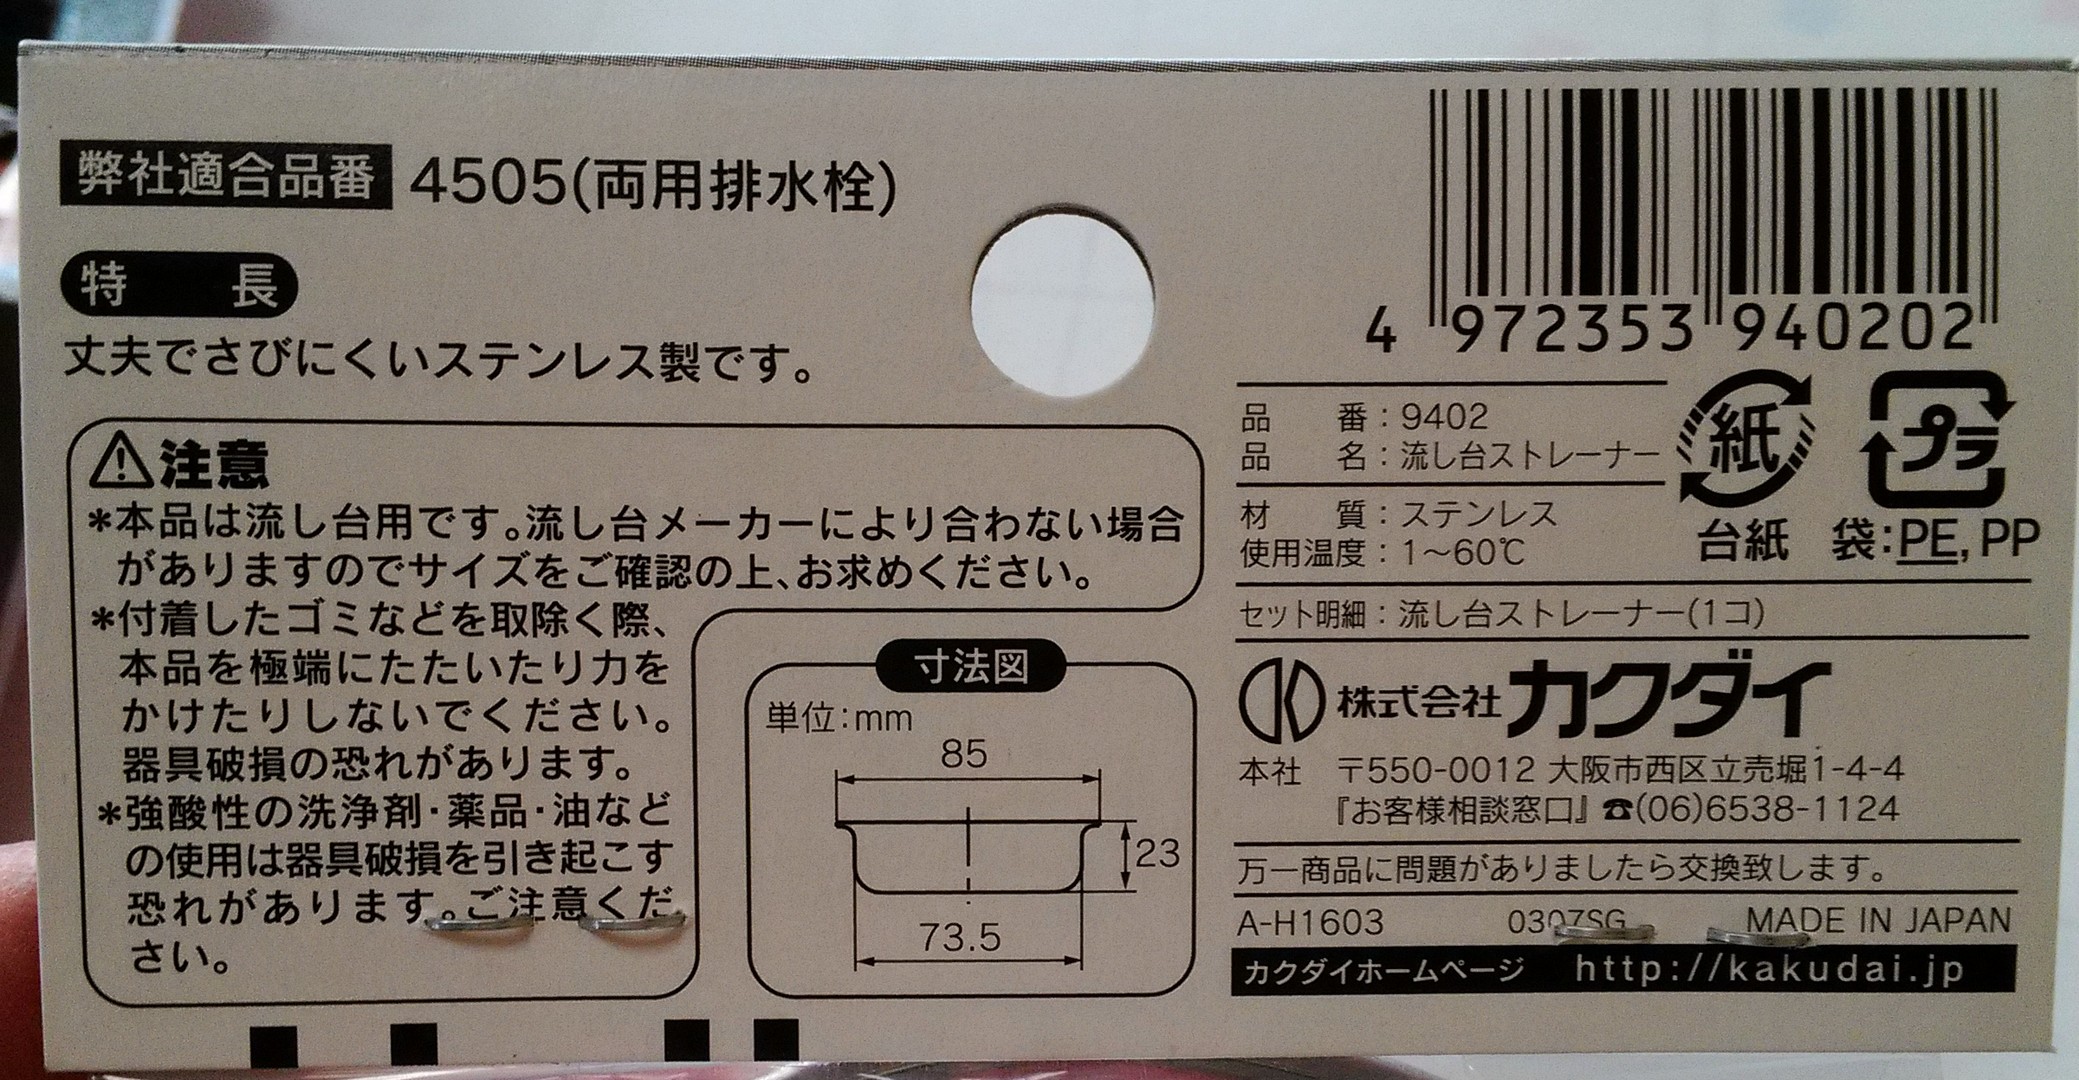 弊社適合品番 4505(両用排水栓)
特 長
丈夫でさびにくいステンレス製です。
注意
*本品は流し台用です。流し台メーカーにより合わない場合
がありますのでサイズをご確認の上、お求めください。
*付着したゴミなどを取除く際、
本品を極端にたたいたり力を
かけたりしないでください。
器具破損の恐れがあります。
*強酸性の洗浄剤・薬品・油など
の使用は器具破損を引き起こす
恐れがあります。ご注意くだ
さい。
寸法図
単位:mm
85
23
73.5
4 972353 940202
品 番:9402
品 名:流し台ストレーナー
材 質:ステンレス
使用温度:1~60℃
紙
台紙
プラ
袋:PE, PP
セット明細:流し台ストレーナー(1コ)
株式会社カクダイ
本社 〒550-0012 大阪市西区立売堀1-4-4
『お客様相談窓口』☎(06)6538-1124
万一商品に問題がありましたら交換致します。
A-H1603 0307SG MADE IN JAPAN
カクダイホームページ http://kakudai.jp